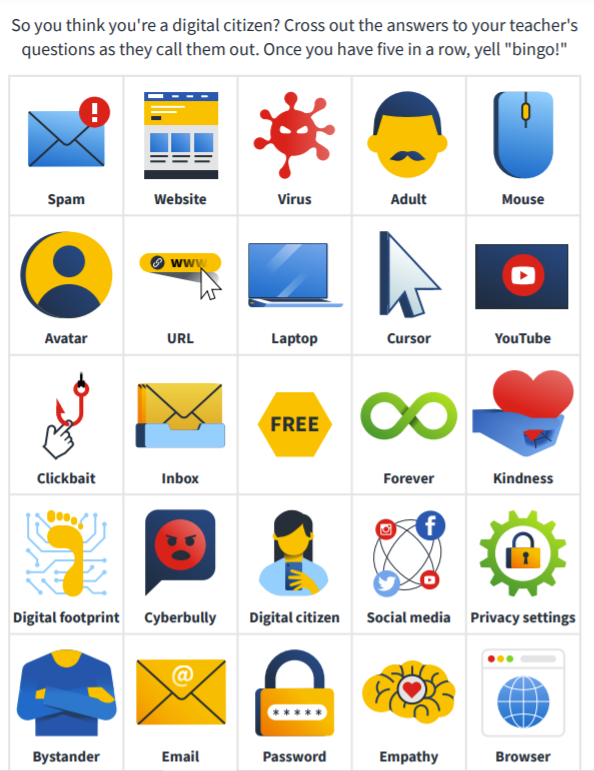 So you think you're a digital citizen? Cross out the answers to your teacher's
questions as they call them out. Once you have five in a row, yell "bingo!"
Spam
Website
Virus
Adult
Mouse
www
Avatar
URL
Laptop
Cursor
YouTube
FREE
Clickbait
Inbox
Forever
Kindness
Digital footprint
Cyberbully
Digital citizen
Social media
Privacy settings
@
*****
Bystander
Email
Password
Empathy
Browser